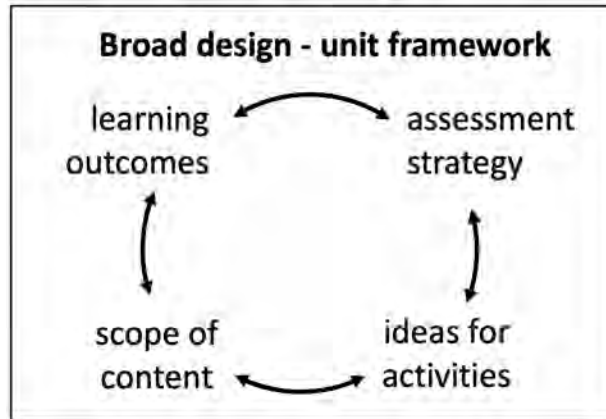 Broad design - unit framework
learning
outcomes
assessment
strategy
scope of
content
ideas for
activities